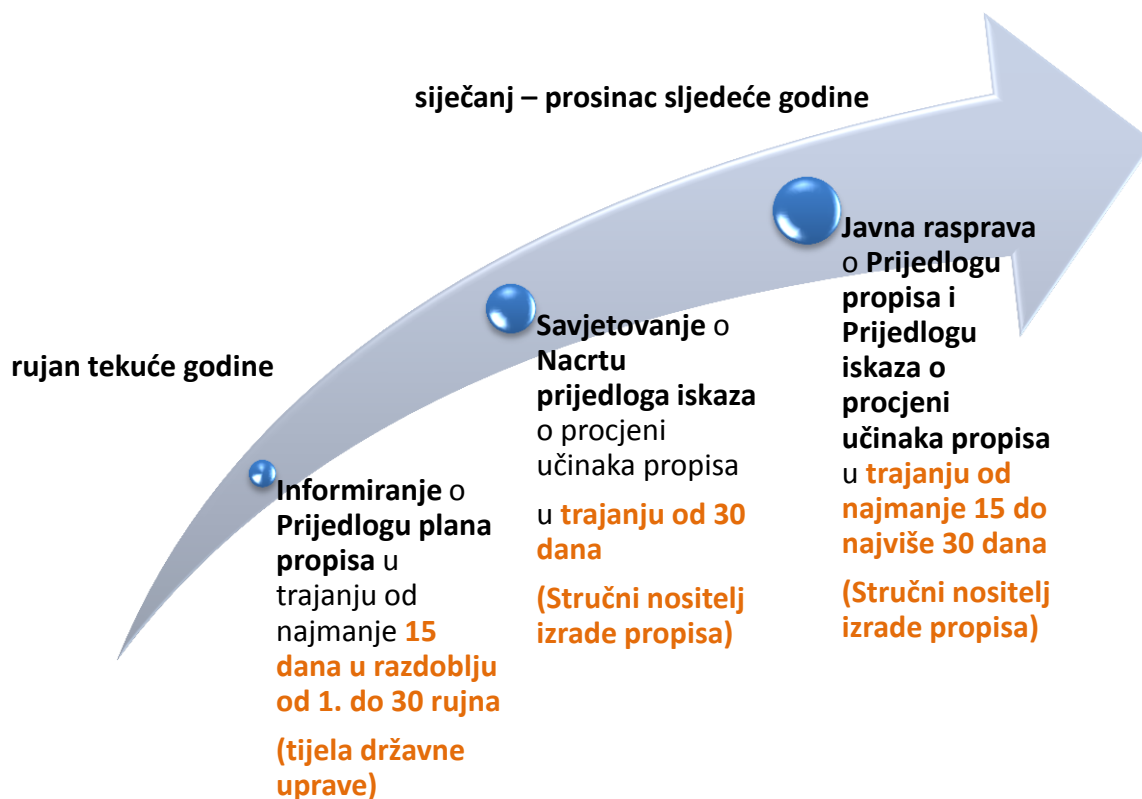 siječanj – prosinac sljedeće godine
rujan tekuće godine
Informiranje o
Prijedlogu plana
propisa u
trajanju od
najmanje 15
dana u razdoblju
od 1. do 30 rujna
(tijela državne
uprave)
Savjetovanje o
Nacrtu
prijedloga iskaza
o procjeni
učinaka propisa
u trajanju od 30
dana
(Stručni nositelj
izrade propisa)
Javna rasprava
o Prijedlogu
propisa i
Prijedlogu
iskaza o
procjeni
učinaka propisa
u trajanju od
najmanje 15 do
najviše 30 dana
(Stručni nositelj
izrade propisa)